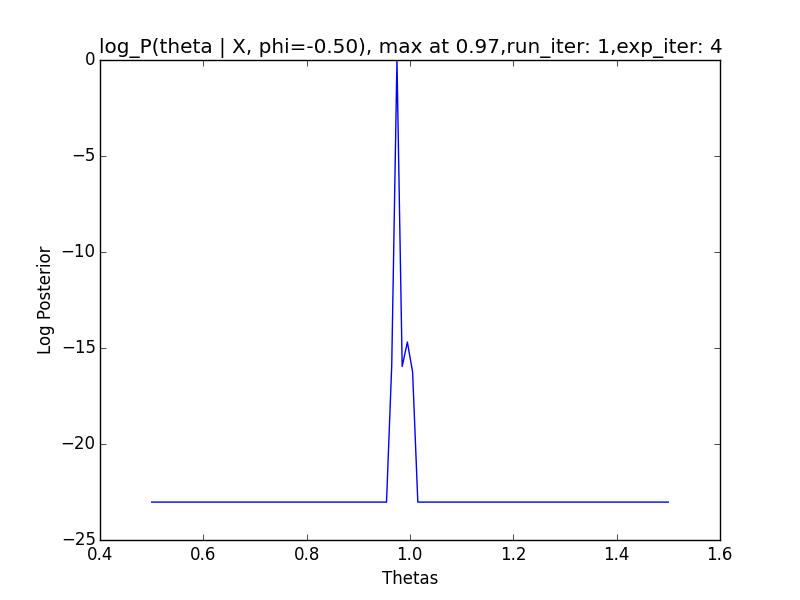 log_P(theta | X, phi=-0.50), max at 0.97,run_iter: 1,exp_iter: 4
0
−5
−10
−15
−20
−25
Log Posterior
0.4 0.6 0.8 1.0 1.2 1.4 1.6
Thetas